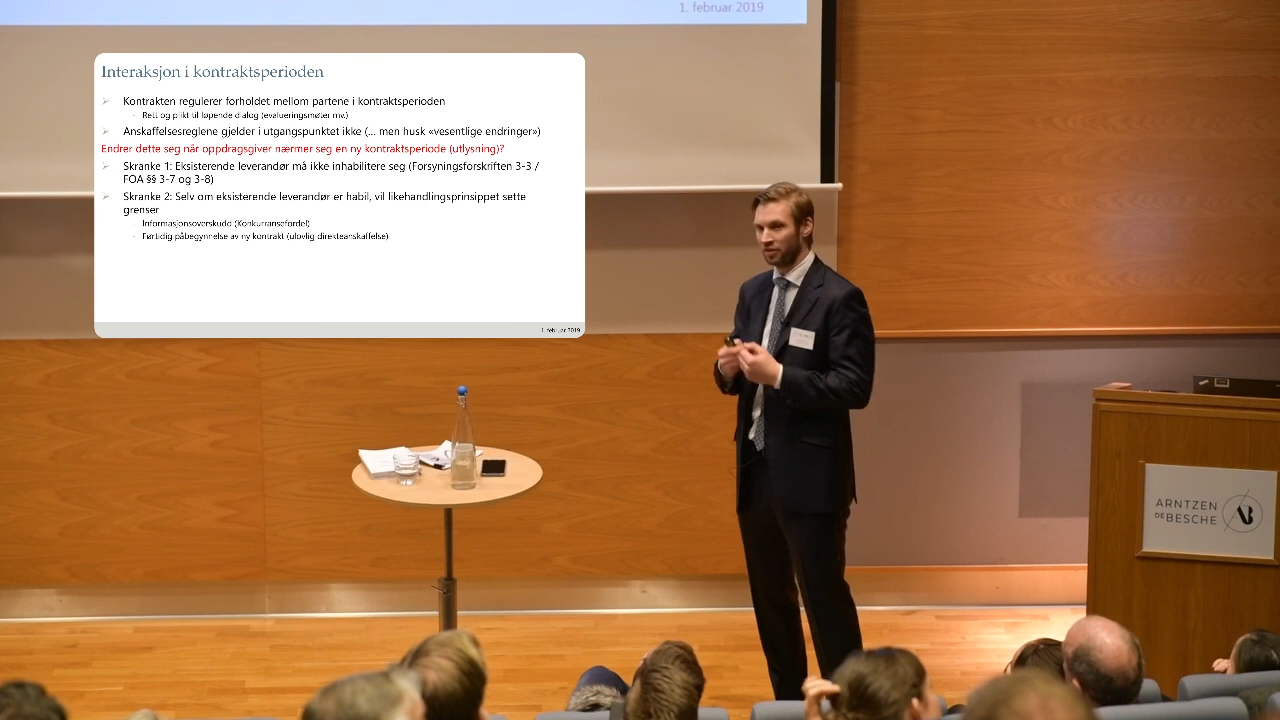 1. februar 2019
Interaksjon i kontraktsperioden
Kontrakten regulerer forholdet mellom partene i kontraktsperioden
Rett og plikt til løpende dialog (evalueringsmøter mv.)
Anskaffelsesreglene gjelder i utgangspunktet ikke (... men husk «vesentlige endringer»)
Endrer dette seg når oppdragsgiver nærmer seg en ny kontraktsperiode (utlysning)?
Skranke 1: Eksisterende leverandør må ikke inhabilitere seg (Forsyningsforskriften 3-3 /
FOA §§ 3-7 og 3-8)
Skranke 2: Selv om eksisterende leverandør er habil, vil likehandlingsprinsippet sette
grenser
Informasjonsoverskudd (Konkurransefordel)
Førtidig påbegynnelse av ny kontrakt (ulovlig direkteanskaffelse)
1. februar 2019
ARNTZEN
DE BESCHE